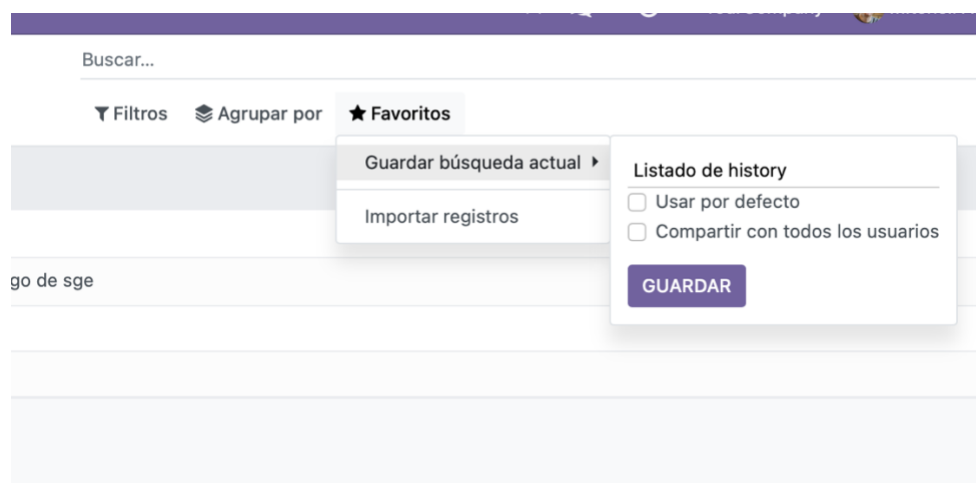 Buscar...
Filtros Agrupar por Favoritos
Guardar búsqueda actual
Importar registros
Listado de history
Usar por defecto
Compartir con todos los usuarios
GUARDAR
go de sge